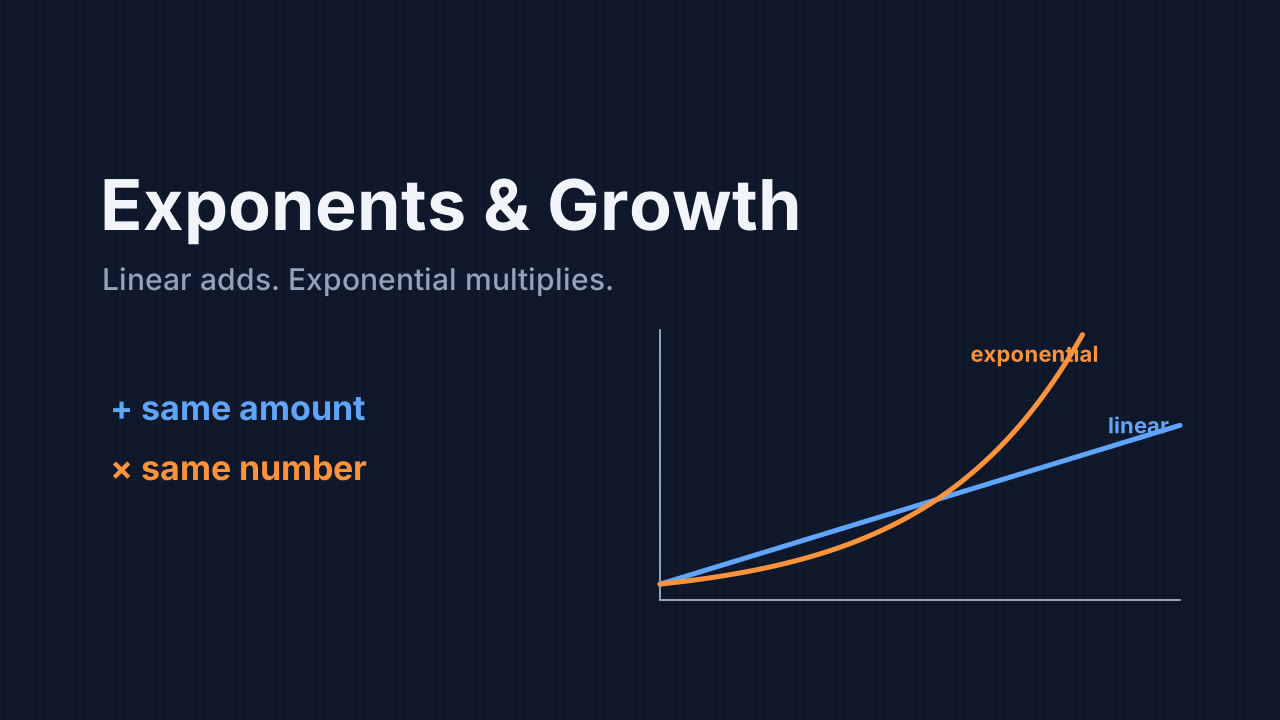 Exponents & Growth
Linear adds. Exponential multiplies.
+ same amount
× same number
exponential
linear